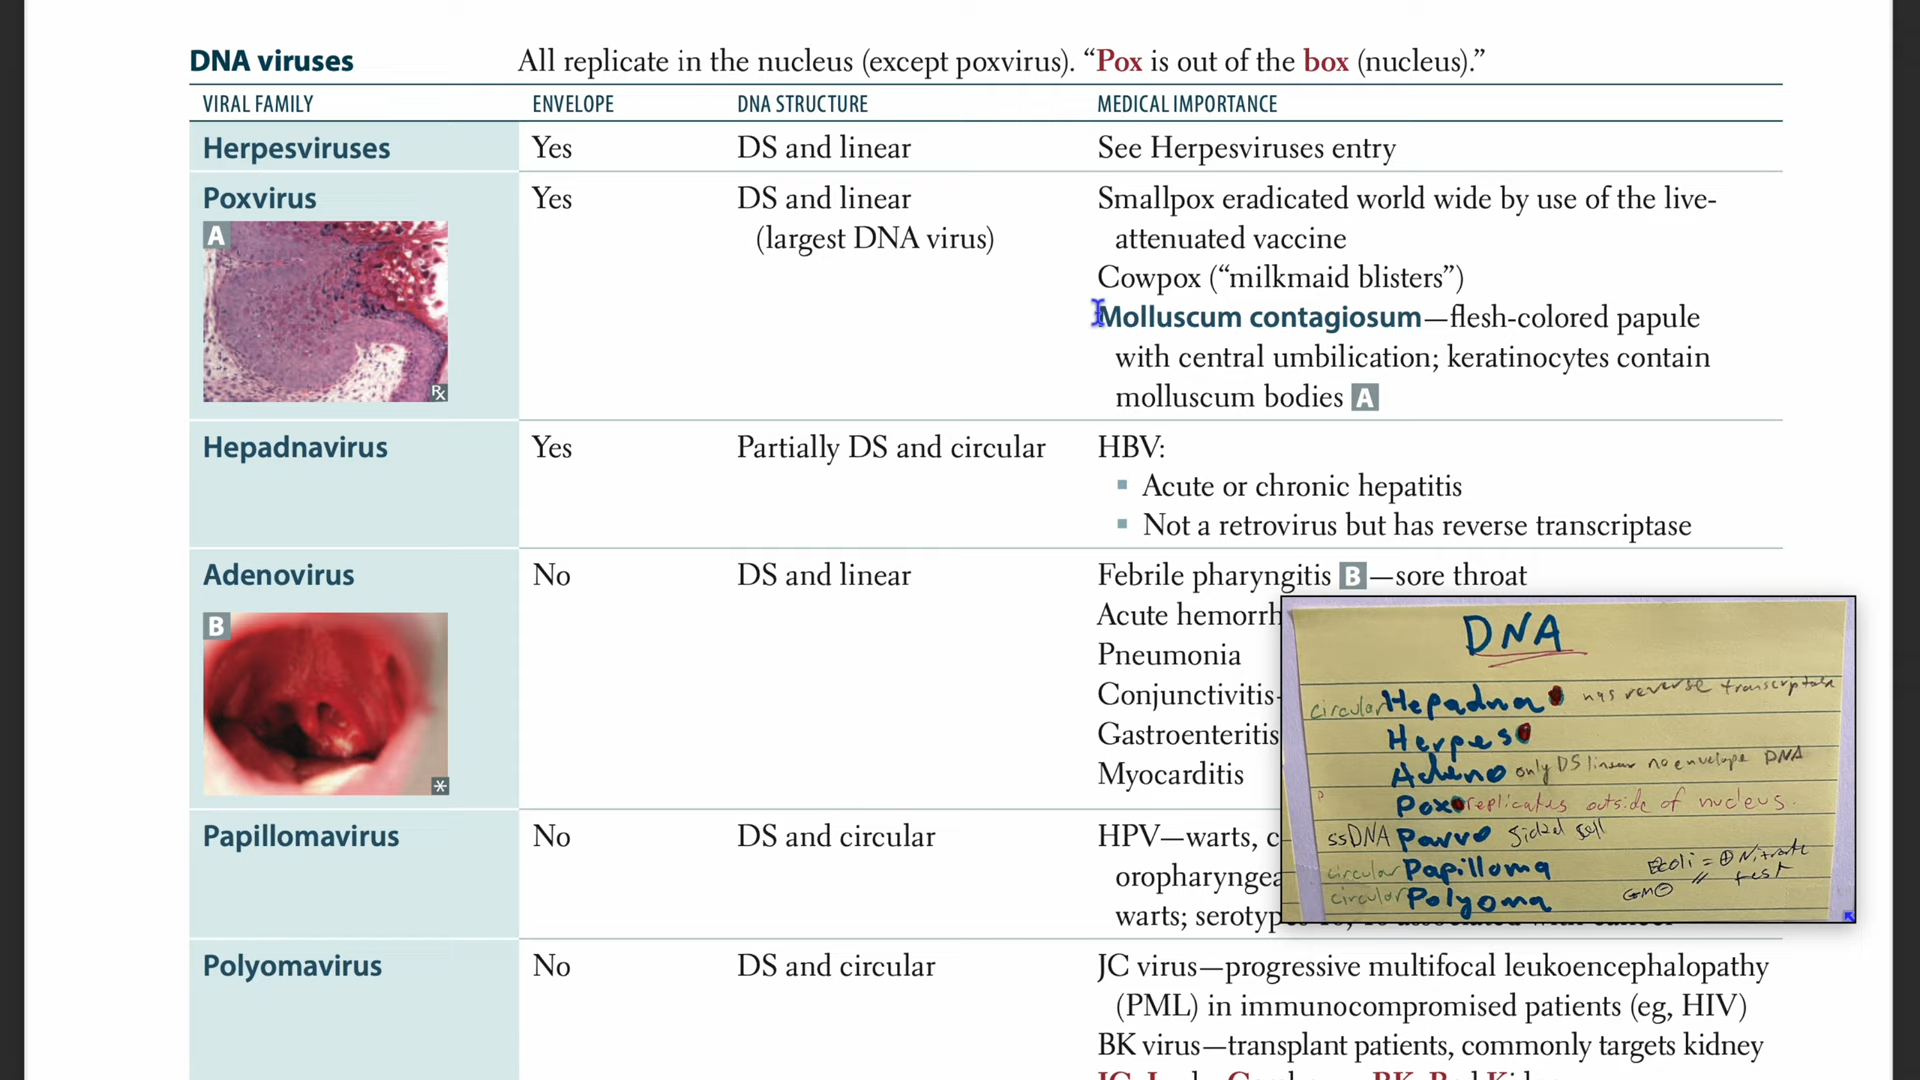 DNA viruses All replicate in the nucleus (except poxvirus). “Pox is out of the box (nucleus).”
VIRAL FAMILY ENVELOPE DNA STRUCTURE MEDICAL IMPORTANCE
Herpesviruses Yes DS and linear See Herpesviruses entry
Poxvirus Yes DS and linear Smallpox eradicated world wide by use of the live-
A (largest DNA virus) attenuated vaccine
Cowpox (“milkmaid blisters”)
Molluscum contagiosum—flesh-colored papule
with central umbilication; keratinocytes contain
Rx molluscum bodies A
Hepadnavirus Yes Partially DS and circular HBV:
▪ Acute or chronic hepatitis
▪ Not a retrovirus but has reverse transcriptase
Adenovirus No DS and linear Febrile pharyngitis B—sore throat
B Acute hemorrh
Pneumonia
Conjunctivitis-
Gastroenteritis
* Myocarditis
Papillomavirus No DS and circular HPV—warts, c
oropharyngea
warts; serotyp
Polyomavirus No DS and circular JC virus—progressive multifocal leukoencephalopathy
(PML) in immunocompromised patients (eg, HIV)
BK virus—transplant patients, commonly targets kidney
DNA
circular Hepadna has reverse transcriptase
Herpes
Adeno only DS linear no envelope DNA
P Pox replicates outside of nucleus.
ssDNA Parvo
circular Papilloma Ecoli = ⊕ Nitrate
test
circular Polyoma